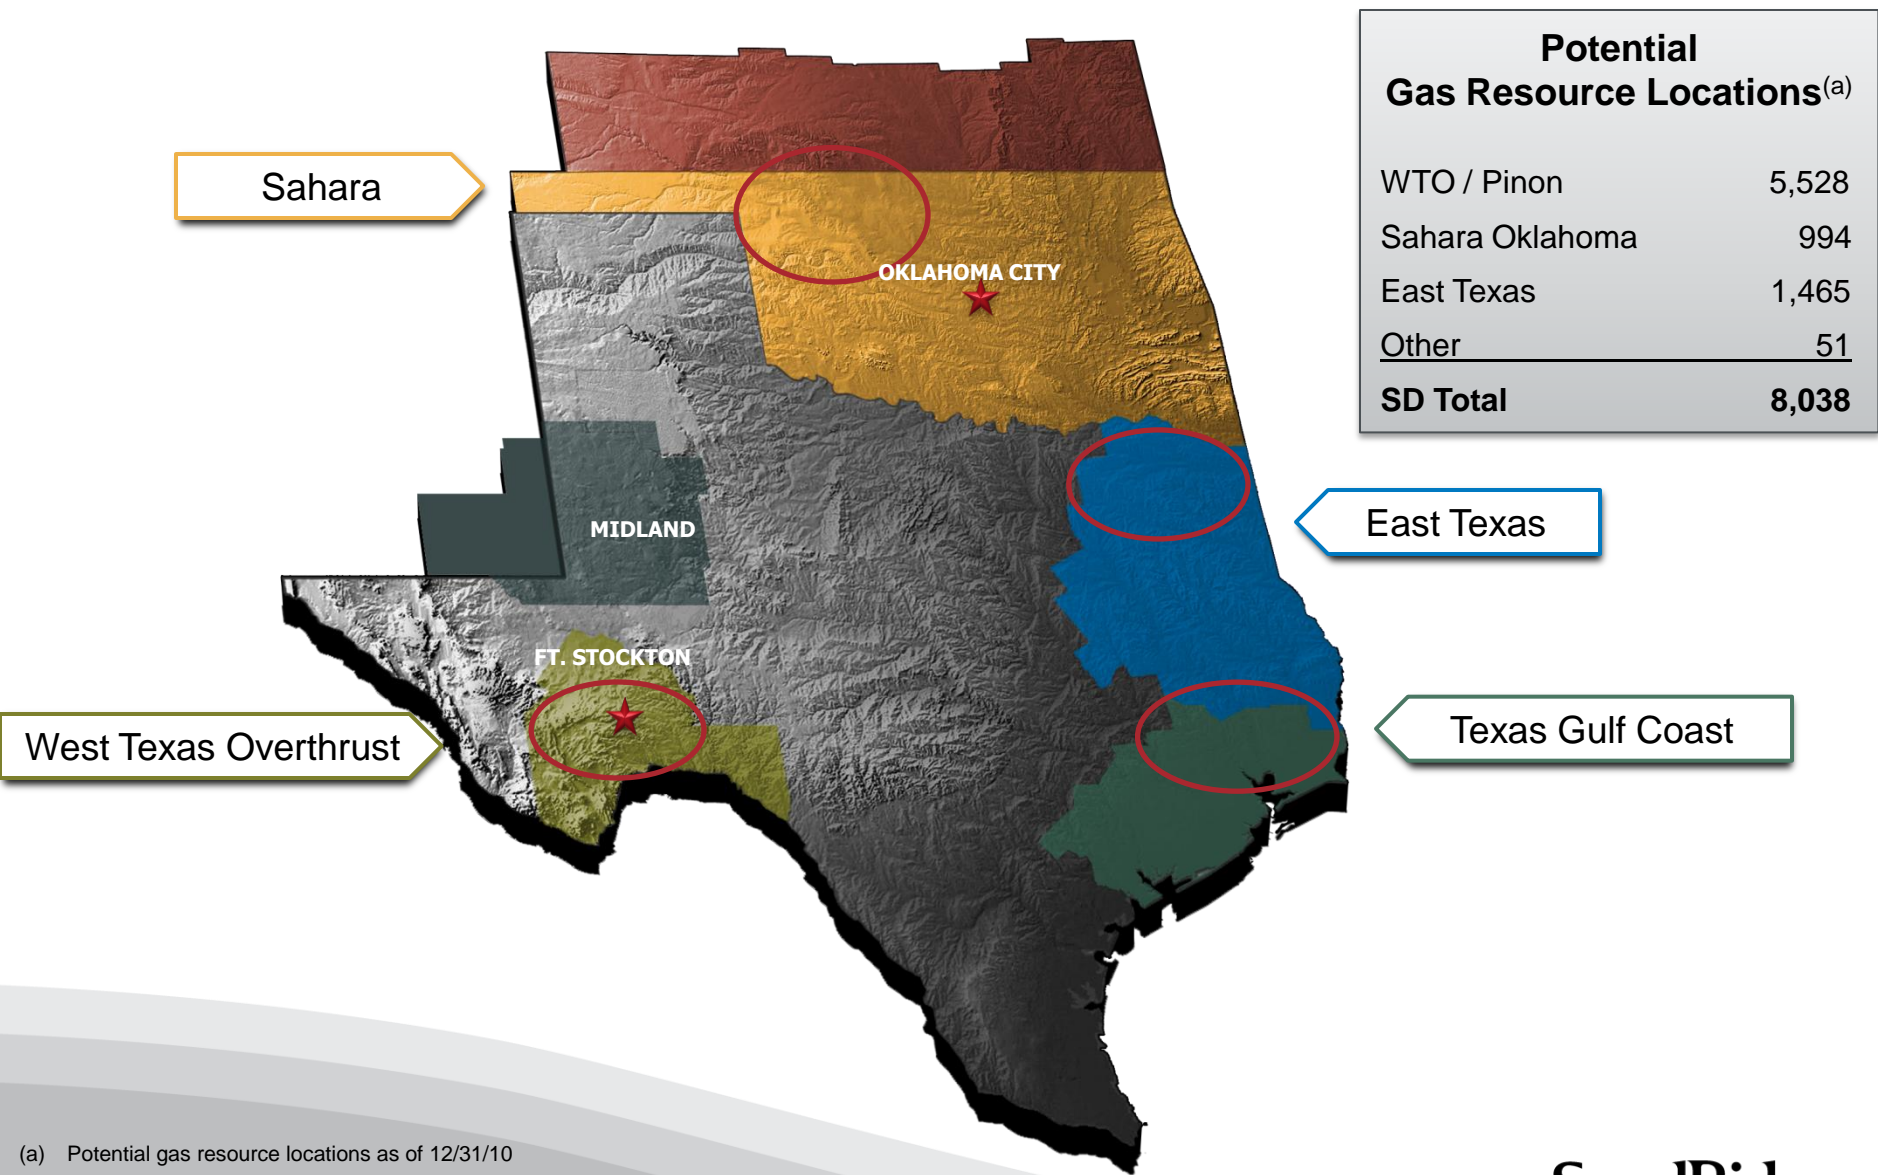 Potential
Gas Resource Locations(a)
WTO / Pinon 5,528
Sahara Oklahoma 994
East Texas 1,465
Other 51
SD Total 8,038
Sahara
OKLAHOMA CITY
East Texas
MIDLAND
FT. STOCKTON
West Texas Overthrust
Texas Gulf Coast
(a) Potential gas resource locations as of 12/31/10